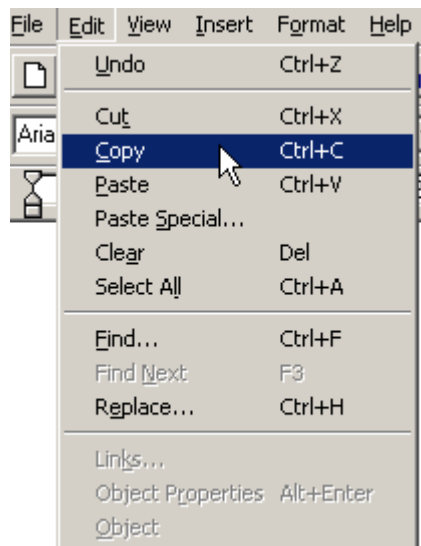 File Edit View Insert Format Help
Undo Ctrl+Z
Cut Ctrl+X
Aria
Copy Ctrl+C
Paste Ctrl+V
Paste Special...
Clear Del
Select All Ctrl+A
Find... Ctrl+F
Find Next F3
Replace... Ctrl+H
Links...
Object Properties Alt+Enter
Object